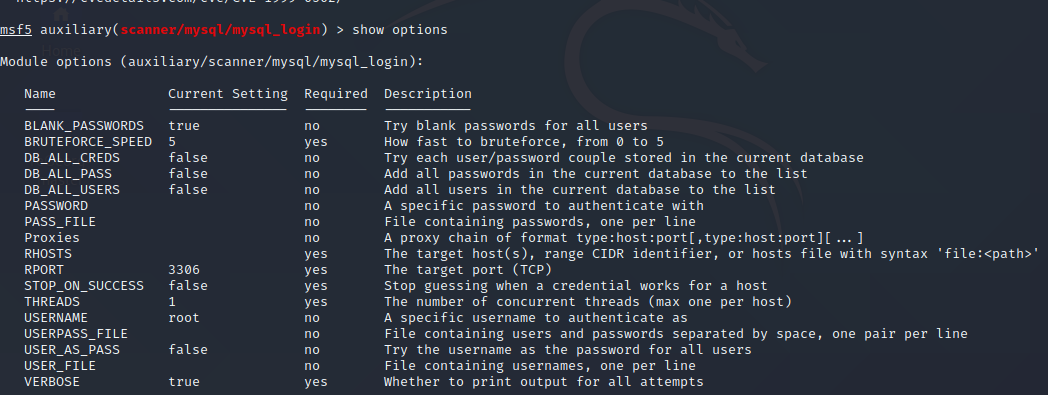 https://cvedetails.com/cve/CVE-1999-0502/
msf5 auxiliary(scanner/mysql/mysql_login) > show options
Module options (auxiliary/scanner/mysql/mysql_login):
Name Current Setting Required Description
BLANK_PASSWORDS true no Try blank passwords for all users
BRUTEFORCE_SPEED 5 yes How fast to bruteforce, from 0 to 5
DB_ALL_CREDS false no Try each user/password couple stored in the current database
DB_ALL_PASS false no Add all passwords in the current database to the list
DB_ALL_USERS false no Add all users in the current database to the list
PASSWORD no A specific password to authenticate with
PASS_FILE no File containing passwords, one per line
Proxies no A proxy chain of format type:host:port[,type:host:port][...]
RHOSTS yes The target host(s), range CIDR identifier, or hosts file with syntax 'file:<path>'
RPORT 3306 yes The target port (TCP)
STOP_ON_SUCCESS false yes Stop guessing when a credential works for a host
THREADS 1 yes The number of concurrent threads (max one per host)
USERNAME root no A specific username to authenticate as
USERPASS_FILE no File containing users and passwords separated by space, one pair per line
USER_AS_PASS false no Try the username as the password for all users
USER_FILE no File containing usernames, one per line
VERBOSE true yes Whether to print output for all attempts